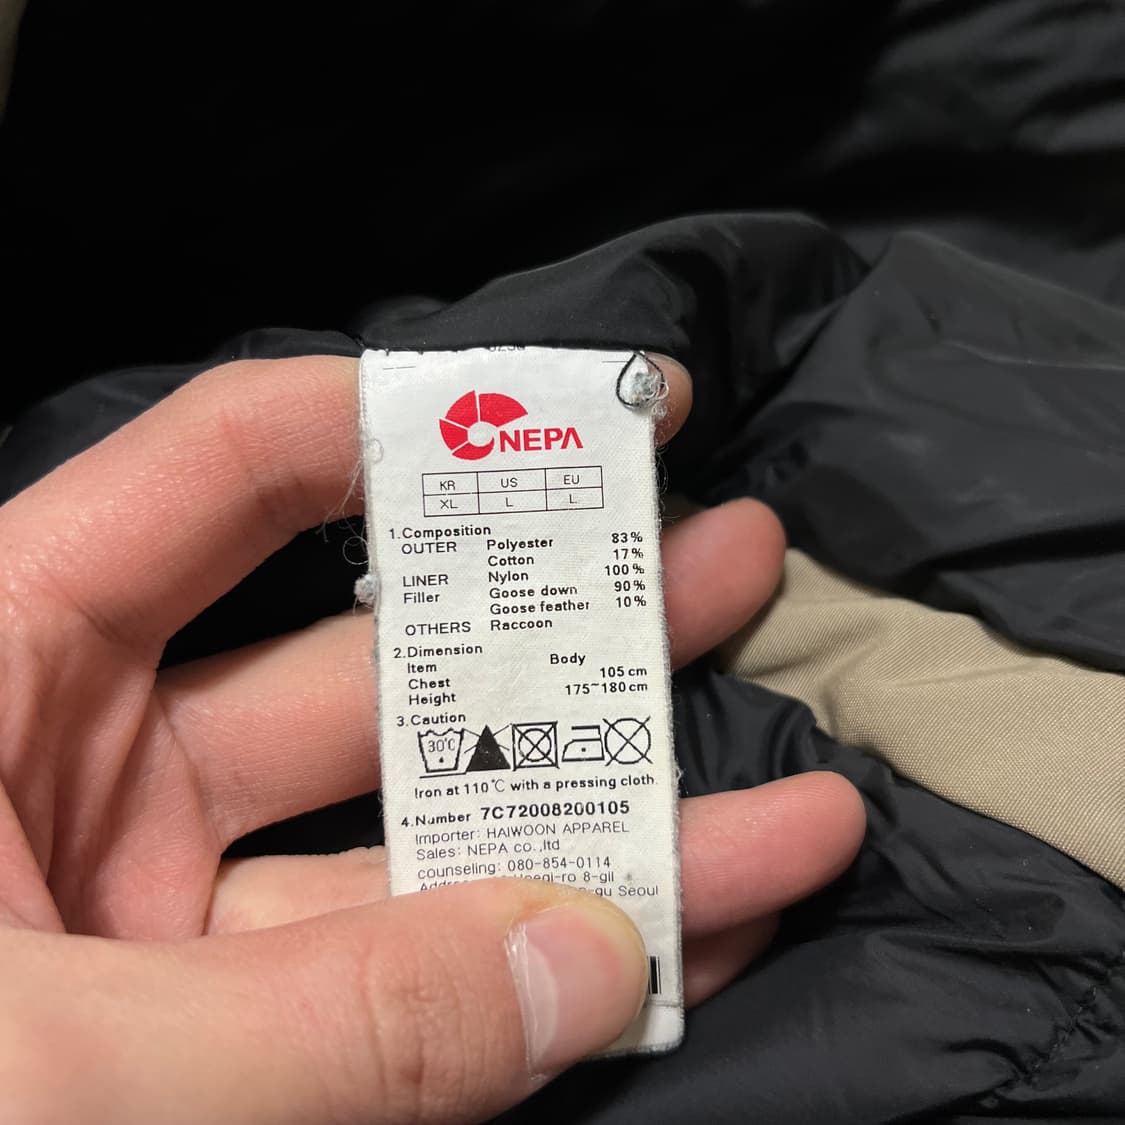 NEPA
KR US EU
XL L L
1.Composition
OUTER Polyester 83%
Cotton 17%
LINER Nylon 100%
Filler Goose down 90%
Goose feather 10%
OTHERS Raccoon
2.Dimension
Item Body
Chest 105 cm
Height 175~180 cm
3.Caution
30℃
Iron at 110℃ with a pressing cloth.
4.Number 7C72008200105
Importer: HAIWOON APPAREL
Sales: NEPA co.,ltd
counseling: 080-854-0114
8-gil
Seoul